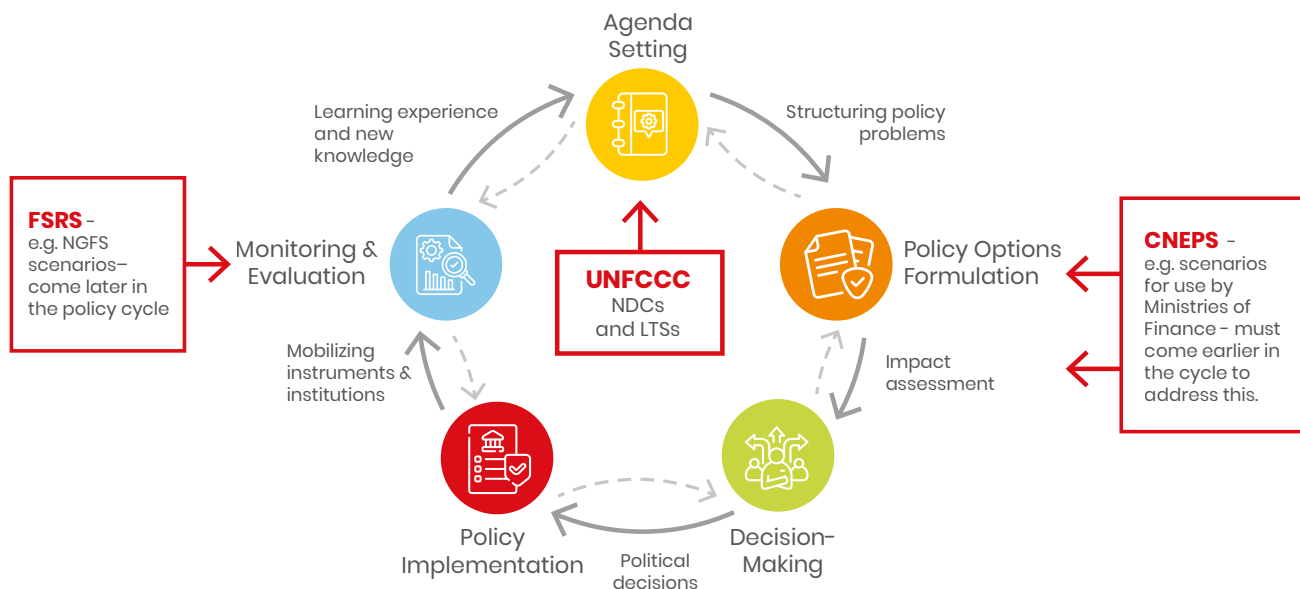 Agenda
Setting
Learning experience
and new
knowledge
Structuring policy
problems
FSRS -
e.g. NGFS
scenarios–
come later in
the policy cycle
Monitoring &
Evaluation
UNFCCC
NDCs
and LTSs
Policy Options
Formulation
CNEPS -
e.g. scenarios
for use by
Ministries of
Finance - must
come earlier in
the cycle to
address this.
Mobilizing
instruments &
institutions
Impact
assessment
Policy
Implementation
Political
decisions
Decision-
Making